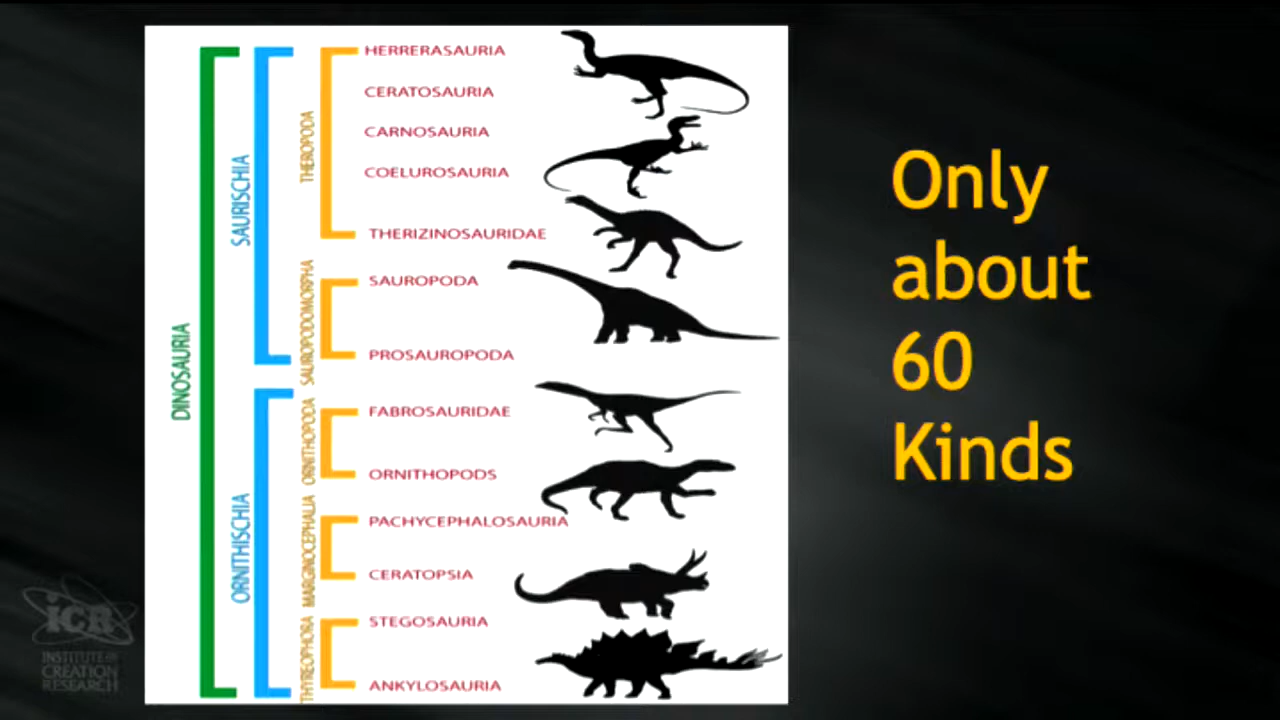 DINOSAURIA
SAURISCHIA
THEROPODA
HERRERASAURIA
CERATOSAURIA
CARNOSAURIA
COELUROSAURIA
THERIZINOSAURIDAE
SAUROPODOMORPHA
SAUROPODA
PROSAUROPODA
ORNITHISCHIA
ORNITHOPODA
FABROSAURIDAE
ORNITHOPODS
MARGINOCEPHALIA
PACHYCEPHALOSAURIA
CERATOPSIA
THYREOPHORA
STEGOSAURIA
ANKYLOSAURIA
Only
about
60
Kinds
iCR
INSTITUTE for
CREATION
RESEARCH